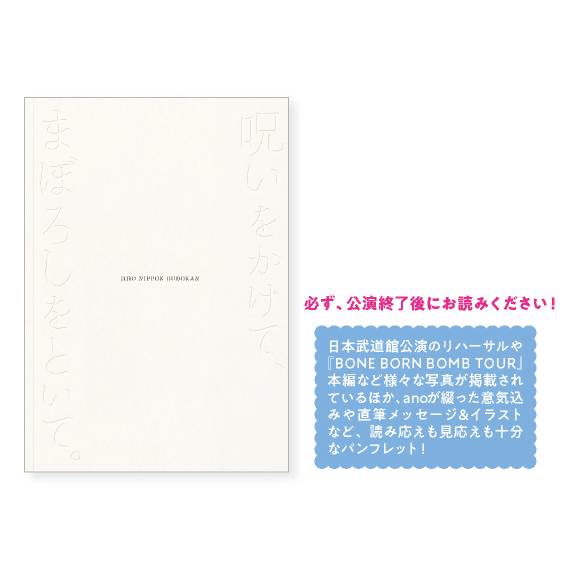 呪いをかけて、
まぼろしをといて。
ano NIPPON BUDOKAN
必ず、公演終了後にお読みください！
日本武道館公演のリハーサルや
『BONE BORN BOMB TOUR』
本編など様々な写真が掲載され
ているほか、anoが綴った意気込
みや直筆メッセージ&イラスト
など、読み応えも見応えも十分
なパンフレット！